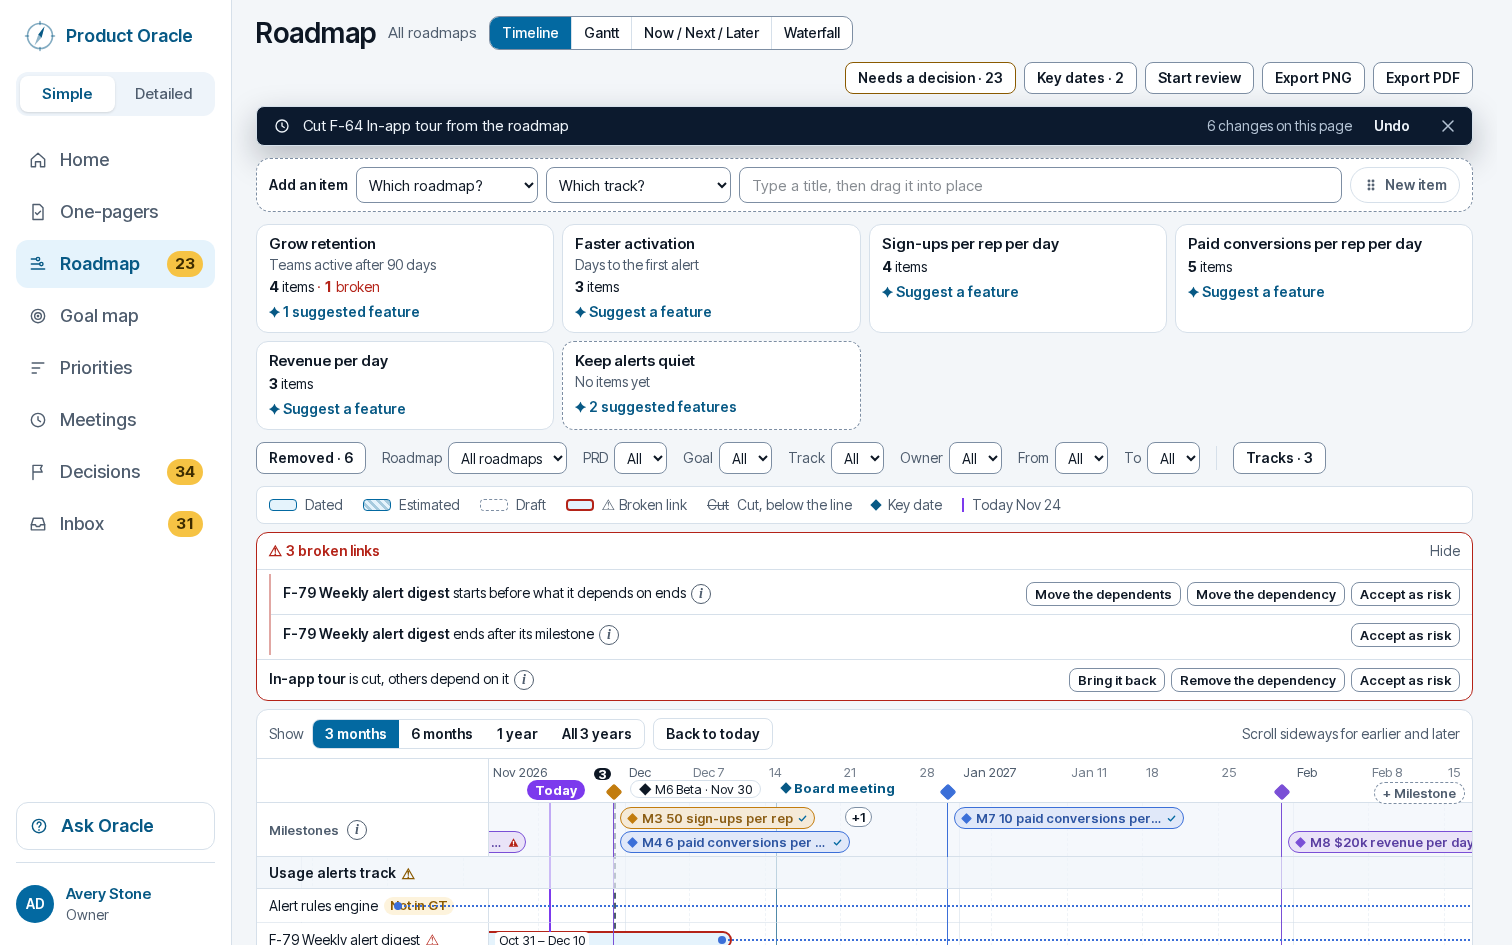 Product Oracle
Simple
Detailed
Home
One-pagers
Roadmap 23
Goal map
Priorities
Meetings
Decisions 34
Inbox 31
Ask Oracle
AD
Avery Stone
Owner
Roadmap All roadmaps Timeline Gantt Now / Next / Later Waterfall
Needs a decision · 23 Key dates · 2 Start review Export PNG Export PDF
Cut F-64 In-app tour from the roadmap 6 changes on this page Undo
Add an item Which roadmap? Which track? Type a title, then drag it into place New item
Grow retention
Teams active after 90 days
4 items · 1 broken
1 suggested feature
Faster activation
Days to the first alert
3 items
Suggest a feature
Sign-ups per rep per day
4 items
Suggest a feature
Paid conversions per rep per day
5 items
Suggest a feature
Revenue per day
3 items
Suggest a feature
Keep alerts quiet
No items yet
2 suggested features
Removed · 6 Roadmap All roadmaps PRD All Goal All Track All Owner All From All To All Tracks · 3
Dated Estimated Draft ⚠ Broken link Cut Cut, below the line Key date Today Nov 24
⚠ 3 broken links Hide
F-79 Weekly alert digest starts before what it depends on ends i Move the dependents Move the dependency Accept as risk
F-79 Weekly alert digest ends after its milestone i Accept as risk
In-app tour is cut, others depend on it i Bring it back Remove the dependency Accept as risk
Show 3 months 6 months 1 year All 3 years Back to today Scroll sideways for earlier and later
Nov 2026 3 Dec Dec 7 14 21 28 Jan 2027 Jan 11 18 25 Feb Feb 8 15
Today M6 Beta · Nov 30 Board meeting + Milestone
Milestones i
M3 50 sign-ups per rep ✓ +1 M7 10 paid conversions per... ✓
... M4 6 paid conversions per ... ✓ M8 $20k revenue per day
Usage alerts track ⚠
Alert rules engine Not in CT
F-79 Weekly alert digest ⚠ Oct 31 – Dec 10